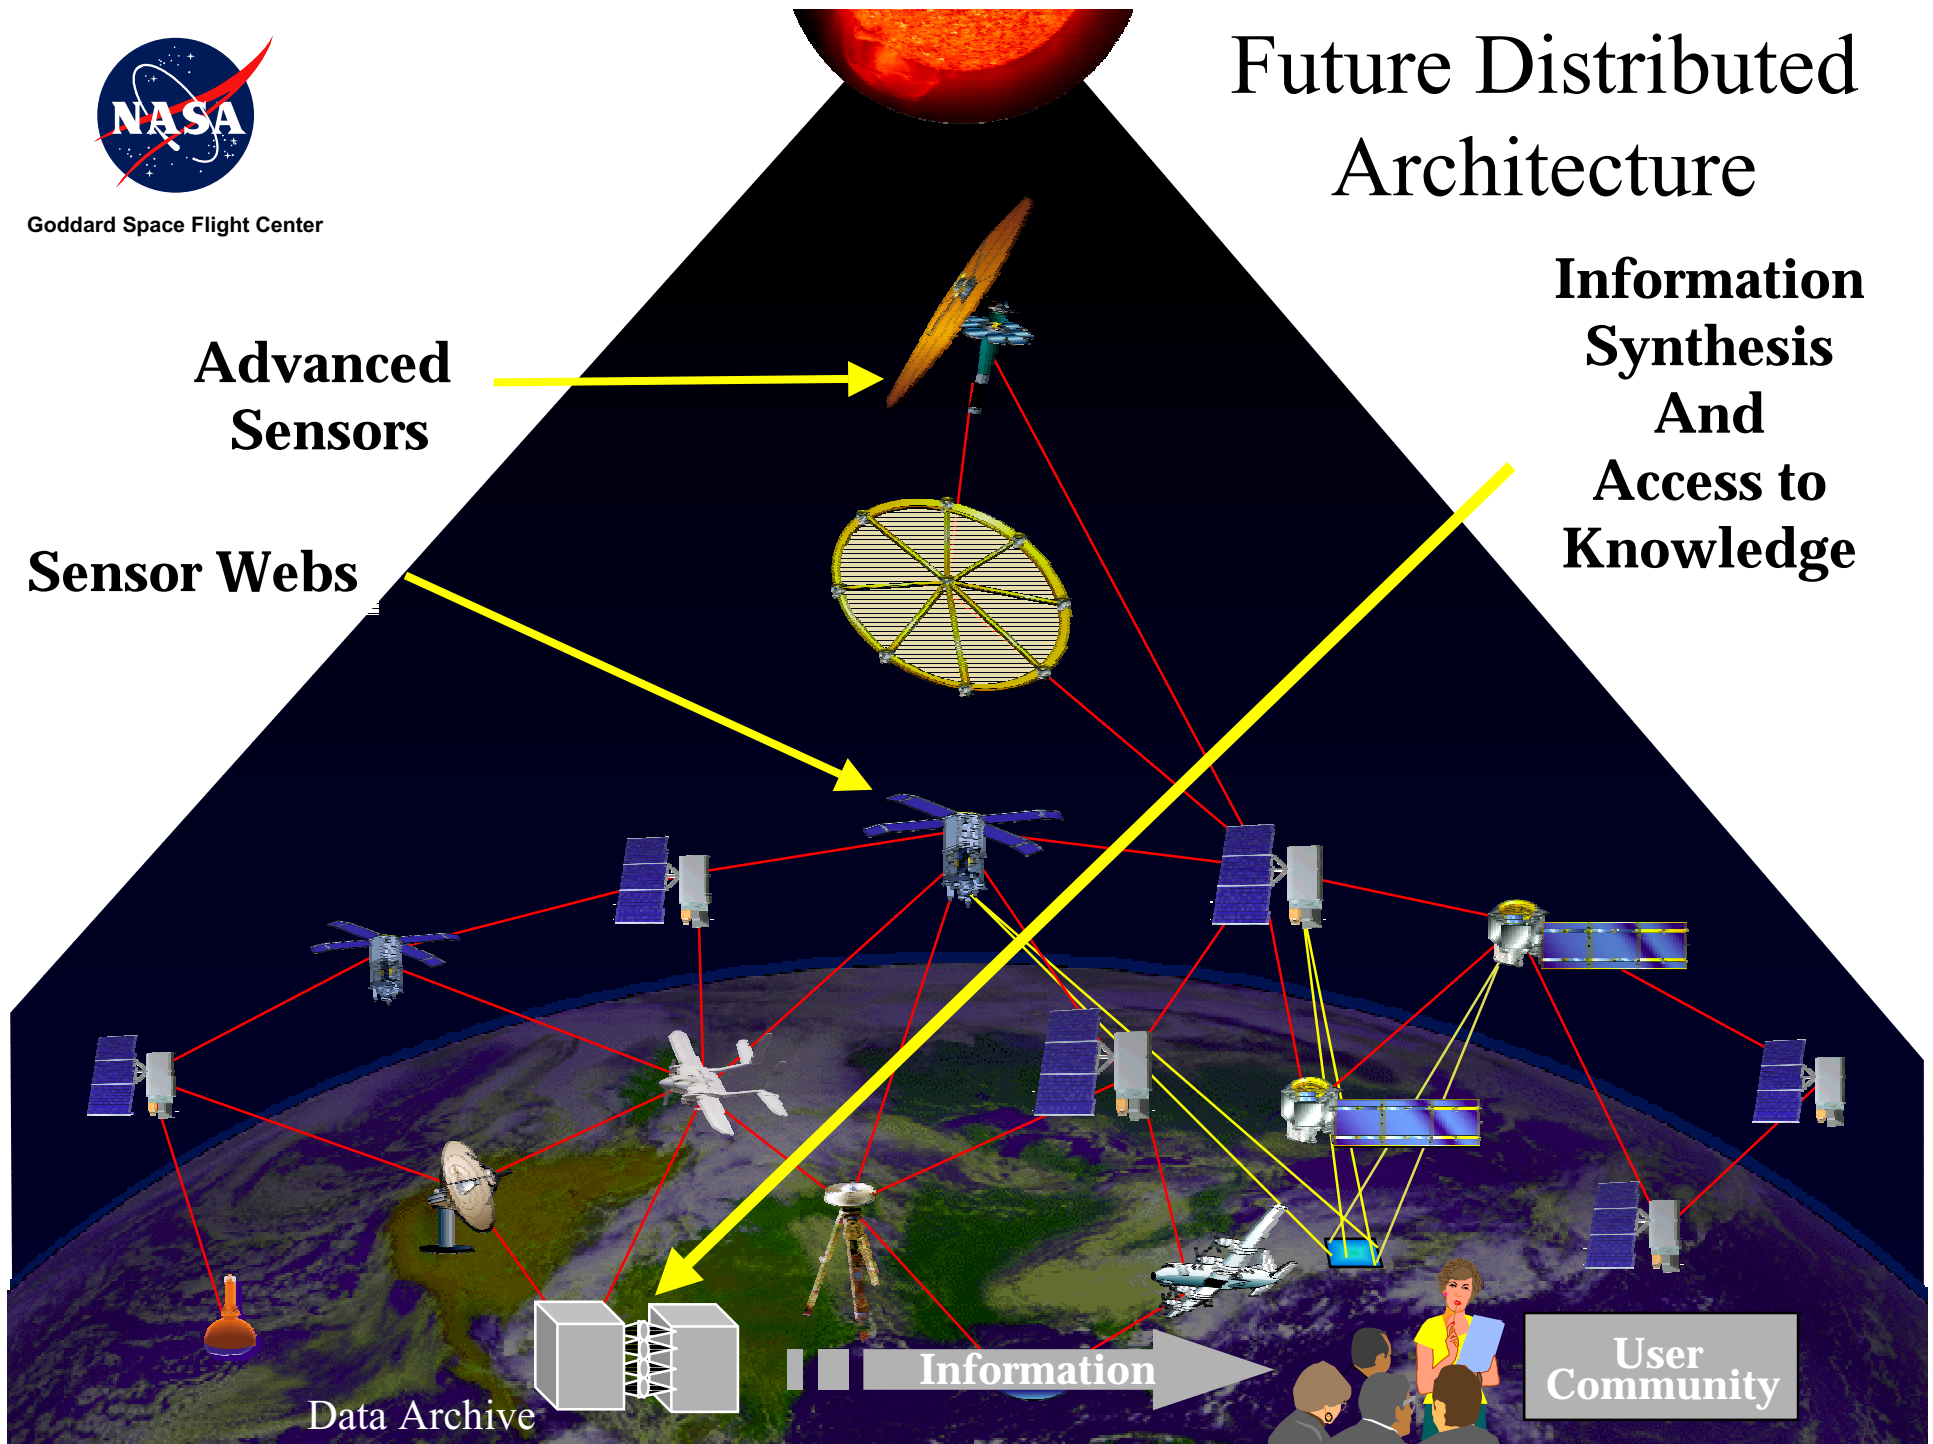 NASA
Goddard Space Flight Center
Future Distributed
Architecture
Advanced
Sensors
Sensor Webs
Information
Synthesis
And
Access to
Knowledge
Data Archive
Information
User
Community